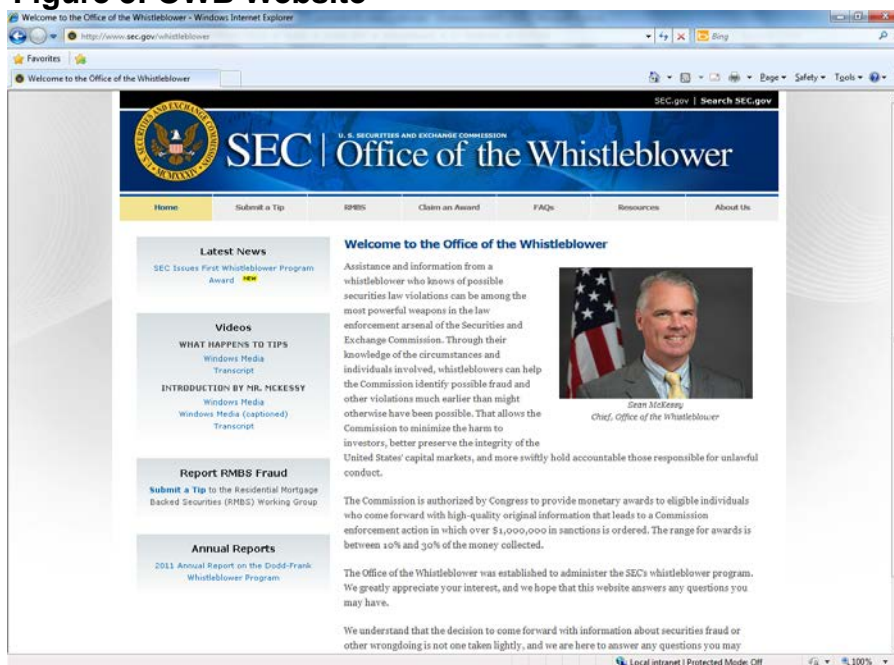 Figure 3. OWB Website
Welcome to the Office of the Whistleblower - Windows Internet Explorer
http://www.sec.gov/whistleblower
Bing
Favorites
Welcome to the Office of the Whistleblower
Page Safety Tools
SEC.gov | Search SEC.gov
SEC | U. S. SECURITIES AND EXCHANGE COMMISSION
Office of the Whistleblower
Home Submit a Tip RMBS Claim an Award FAQs Resources About Us
Latest News
SEC Issues First Whistleblower Program
Award NEW
Videos
WHAT HAPPENS TO TIPS
Windows Media
Transcript
INTRODUCTION BY MR. MCKESSY
Windows Media
Windows Media (captioned)
Transcript
Report RMBS Fraud
Submit a Tip to the Residential Mortgage
Backed Securities (RMBS) Working Group
Annual Reports
2011 Annual Report on the Dodd-Frank
Whistleblower Program
Welcome to the Office of the Whistleblower
Assistance and information from a
whistleblower who knows of possible
securities law violations can be among the
most powerful weapons in the law
enforcement arsenal of the Securities and
Exchange Commission. Through their
knowledge of the circumstances and
individuals involved, whistleblowers can help
the Commission identify possible fraud and
other violations much earlier than might
otherwise have been possible. That allows the
Commission to minimize the harm to
investors, better preserve the integrity of the
United States' capital markets, and more swiftly hold accountable those responsible for unlawful
conduct.
Sean McKessy
Chief, Office of the Whistleblower
The Commission is authorized by Congress to provide monetary awards to eligible individuals
who come forward with high-quality original information that leads to a Commission
enforcement action in which over $1,000,000 in sanctions is ordered. The range for awards is
between 10% and 30% of the money collected.
The Office of the Whistleblower was established to administer the SEC's whistleblower program.
We greatly appreciate your interest, and we hope that this website answers any questions you
may have.
We understand that the decision to come forward with information about securities fraud or
other wrongdoing is not one taken lightly, and we are here to answer any questions you may
Local intranet | Protected Mode: Off 100%